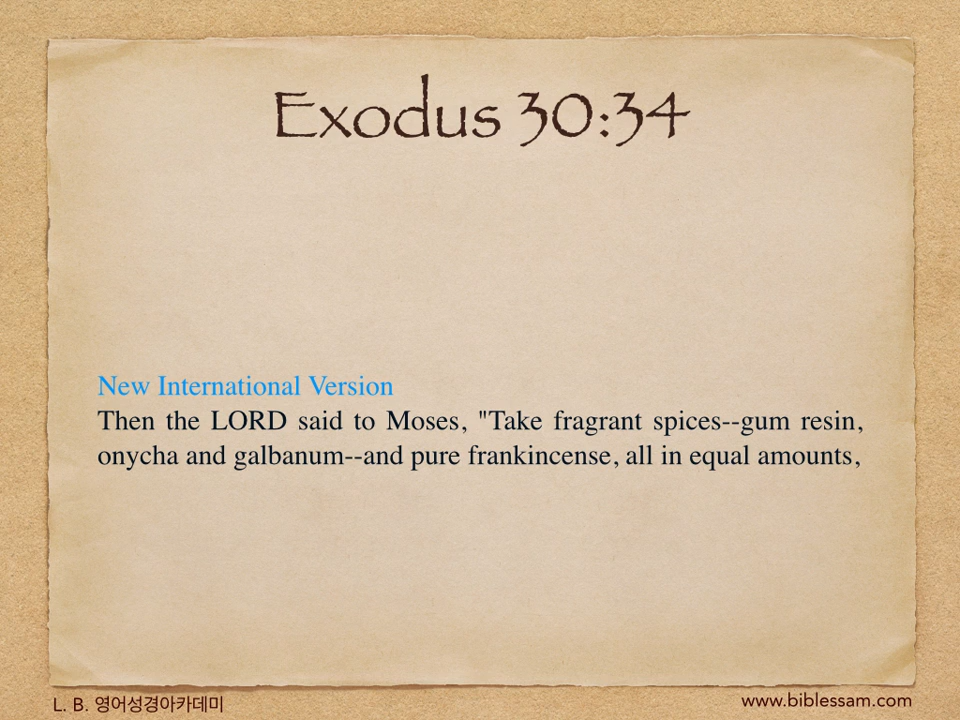 Exodus 30:34
New International Version
Then the LORD said to Moses, "Take fragrant spices--gum resin,
onycha and galbanum--and pure frankincense, all in equal amounts,
L. B. 영어성경아카데미
www.biblessam.com